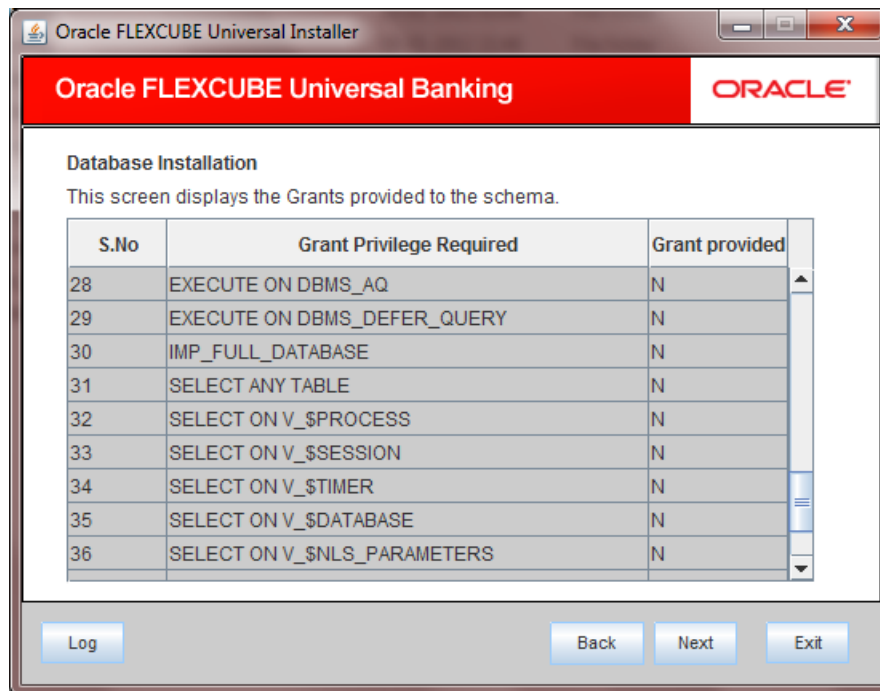 Oracle FLEXCUBE Universal Installer
Oracle FLEXCUBE Universal Banking
ORACLE
Database Installation
This screen displays the Grants provided to the schema.
S.No Grant Privilege Required Grant provided
28 EXECUTE ON DBMS_AQ N
29 EXECUTE ON DBMS_DEFER_QUERY N
30 IMP_FULL_DATABASE N
31 SELECT ANY TABLE N
32 SELECT ON V_$PROCESS N
33 SELECT ON V_$SESSION N
34 SELECT ON V_$TIMER N
35 SELECT ON V_$DATABASE N
36 SELECT ON V_$NLS_PARAMETERS N
Log Back Next Exit